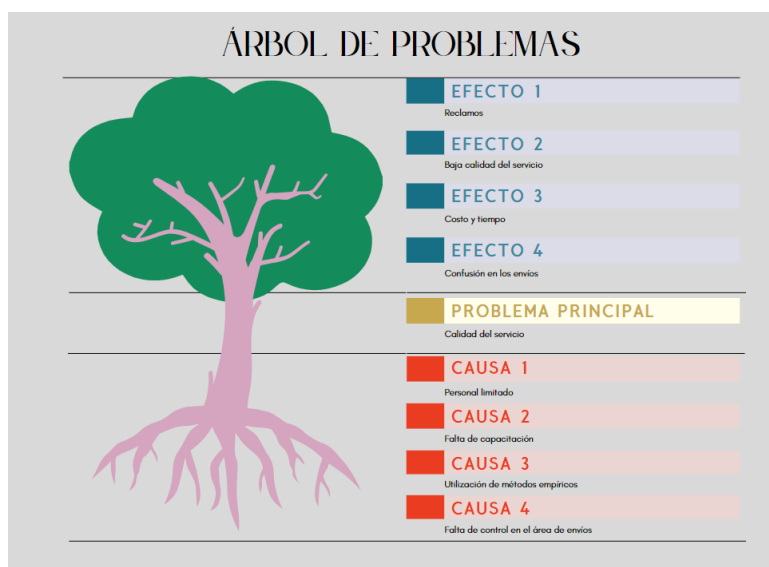 ÁRBOL DE PROBLEMAS
EFECTO 1
Reclamos
EFECTO 2
Baja calidad del servicio
EFECTO 3
Costo y tiempo
EFECTO 4
Confusión en los envíos
PROBLEMA PRINCIPAL
Calidad del servicio
CAUSA 1
Personal limitado
CAUSA 2
Falta de capacitación
CAUSA 3
Utilización de métodos empíricos
CAUSA 4
Falta de control en el área de envíos